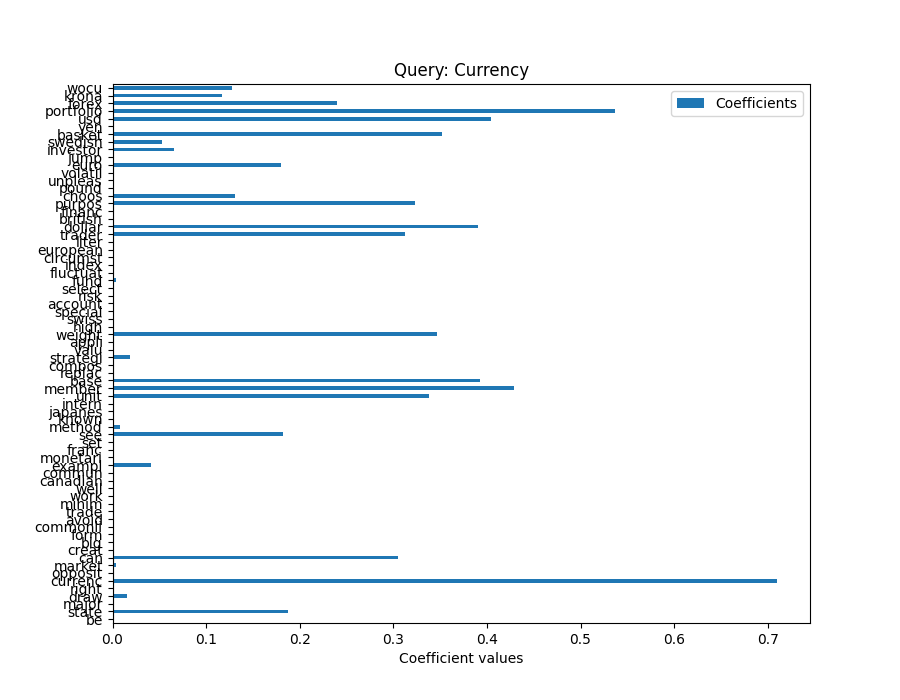 Query: Currency
Coefficients
wocu
krona
forex
portfolio
usd
yen
basket
swedish
investor
jump
euro
volatil
unpleas
pound
choos
purpos
financ
british
dollar
trader
liter
european
circumst
index
fluctuat
fund
select
risk
account
special
swiss
high
weight
appli
valu
strategi
compos
replac
base
member
unit
intern
japanes
known
method
see
set
franc
monetari
exampl
commun
canadian
well
work
minim
trade
avoid
commonli
form
big
creat
can
market
opposit
currenc
right
draw
major
state
be
0.0 0.1 0.2 0.3 0.4 0.5 0.6 0.7
Coefficient values